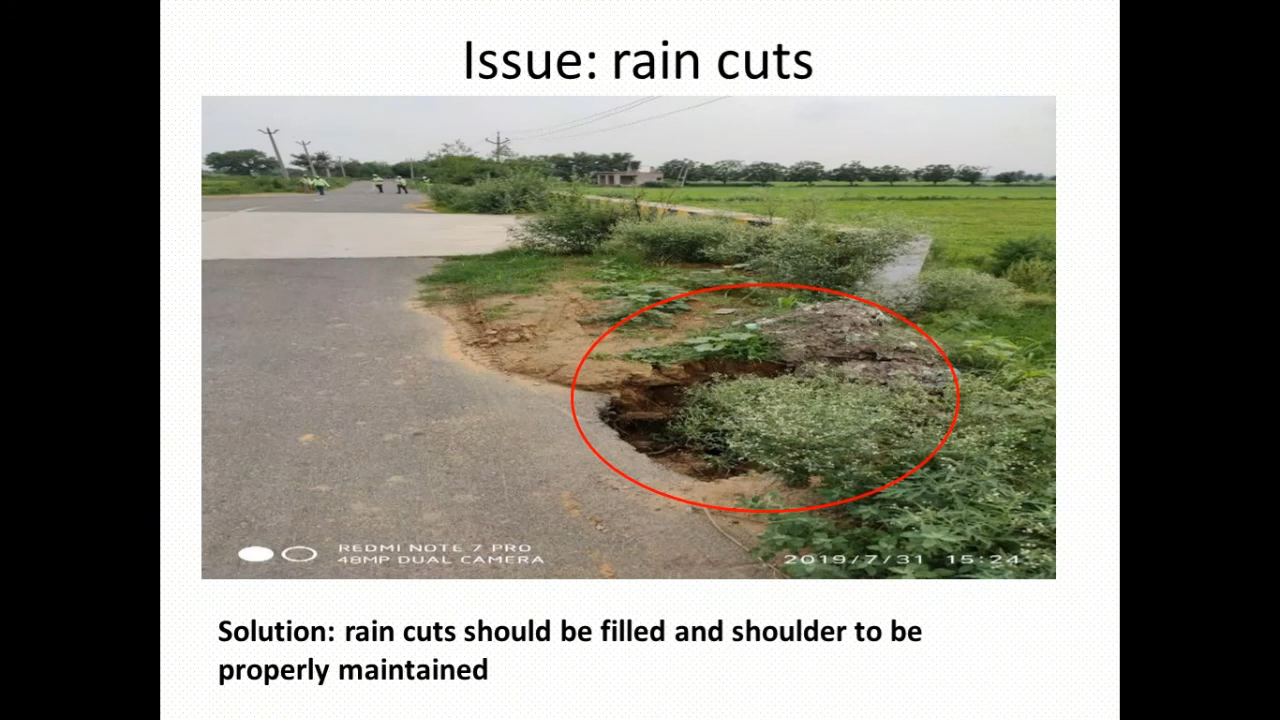 Issue: rain cuts
REDMI NOTE 7 PRO
48MP DUAL CAMERA
2019/7/31 15:24
Solution: rain cuts should be filled and shoulder to be
properly maintained